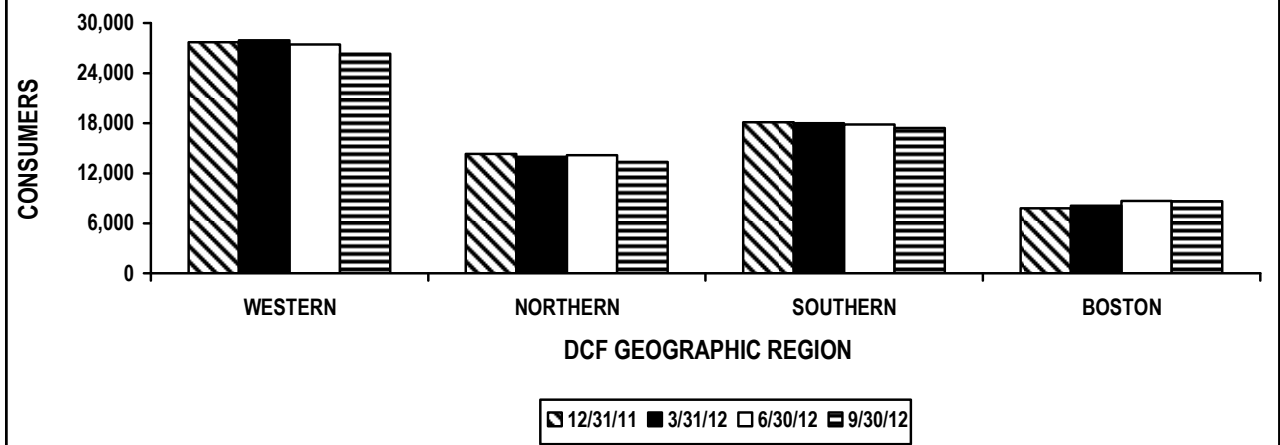 30,000
24,000
18,000
12,000
6,000
0
CONSUMERS
WESTERN NORTHERN SOUTHERN BOSTON
DCF GEOGRAPHIC REGION
12/31/11 3/31/12 6/30/12 9/30/12